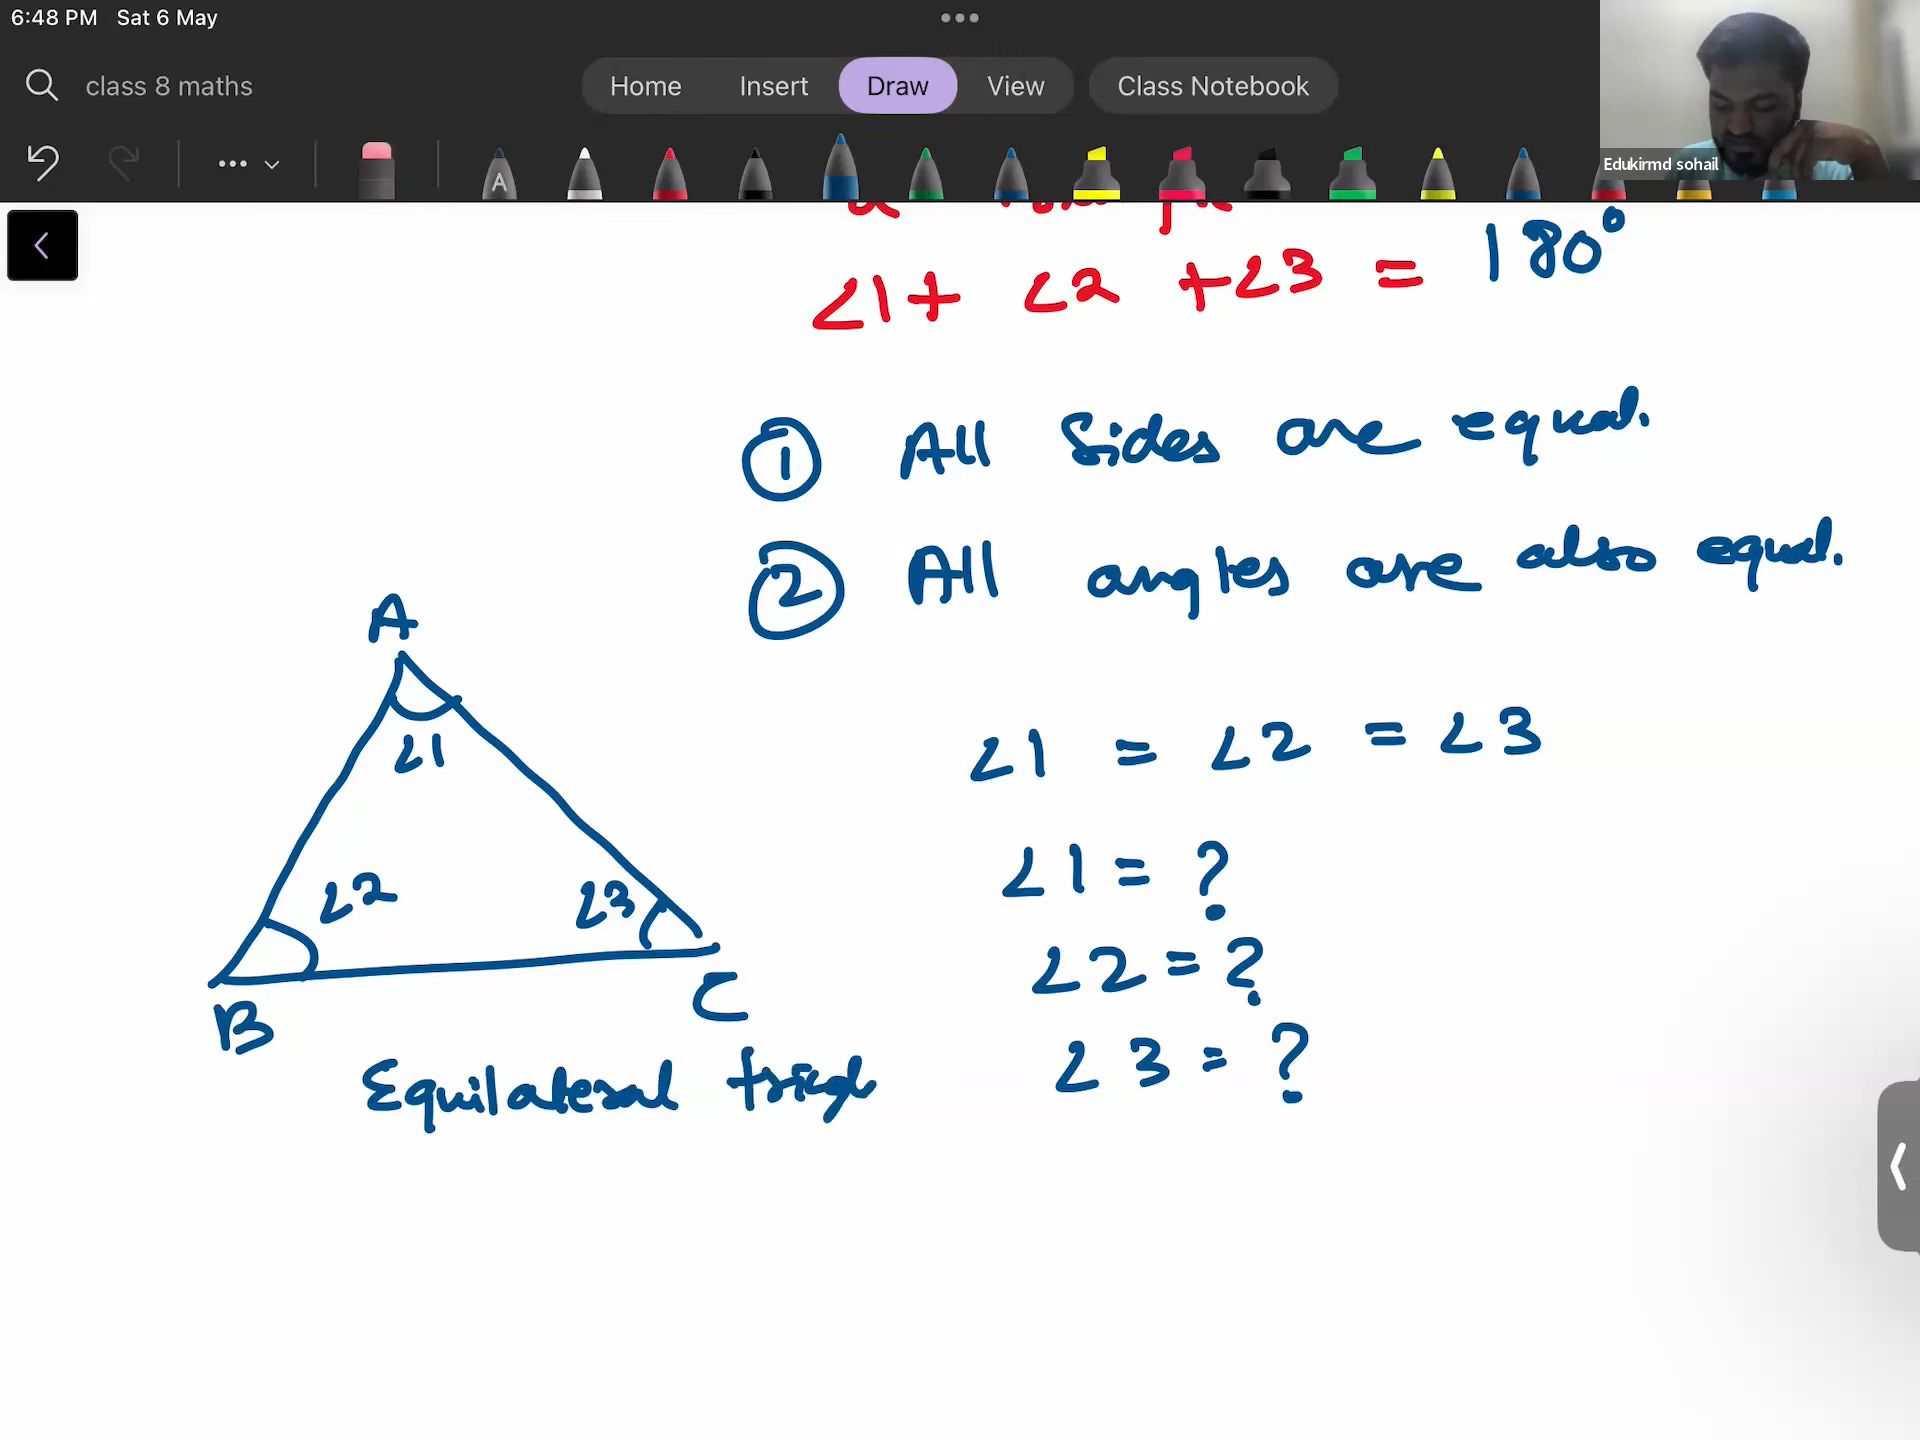 6:48 PM Sat 6 May
class 8 maths
Home Insert Draw View Class Notebook
A
Edukirmd sohail
∠1+ ∠2 +∠3 = 180°
① All Sides are equal.
② All angles are also equal.
A
∠1
∠2
∠3
B
C
Equilateral
∠1 = ∠2 = ∠3
∠1 = ?
∠2 = ?
∠3 = ?